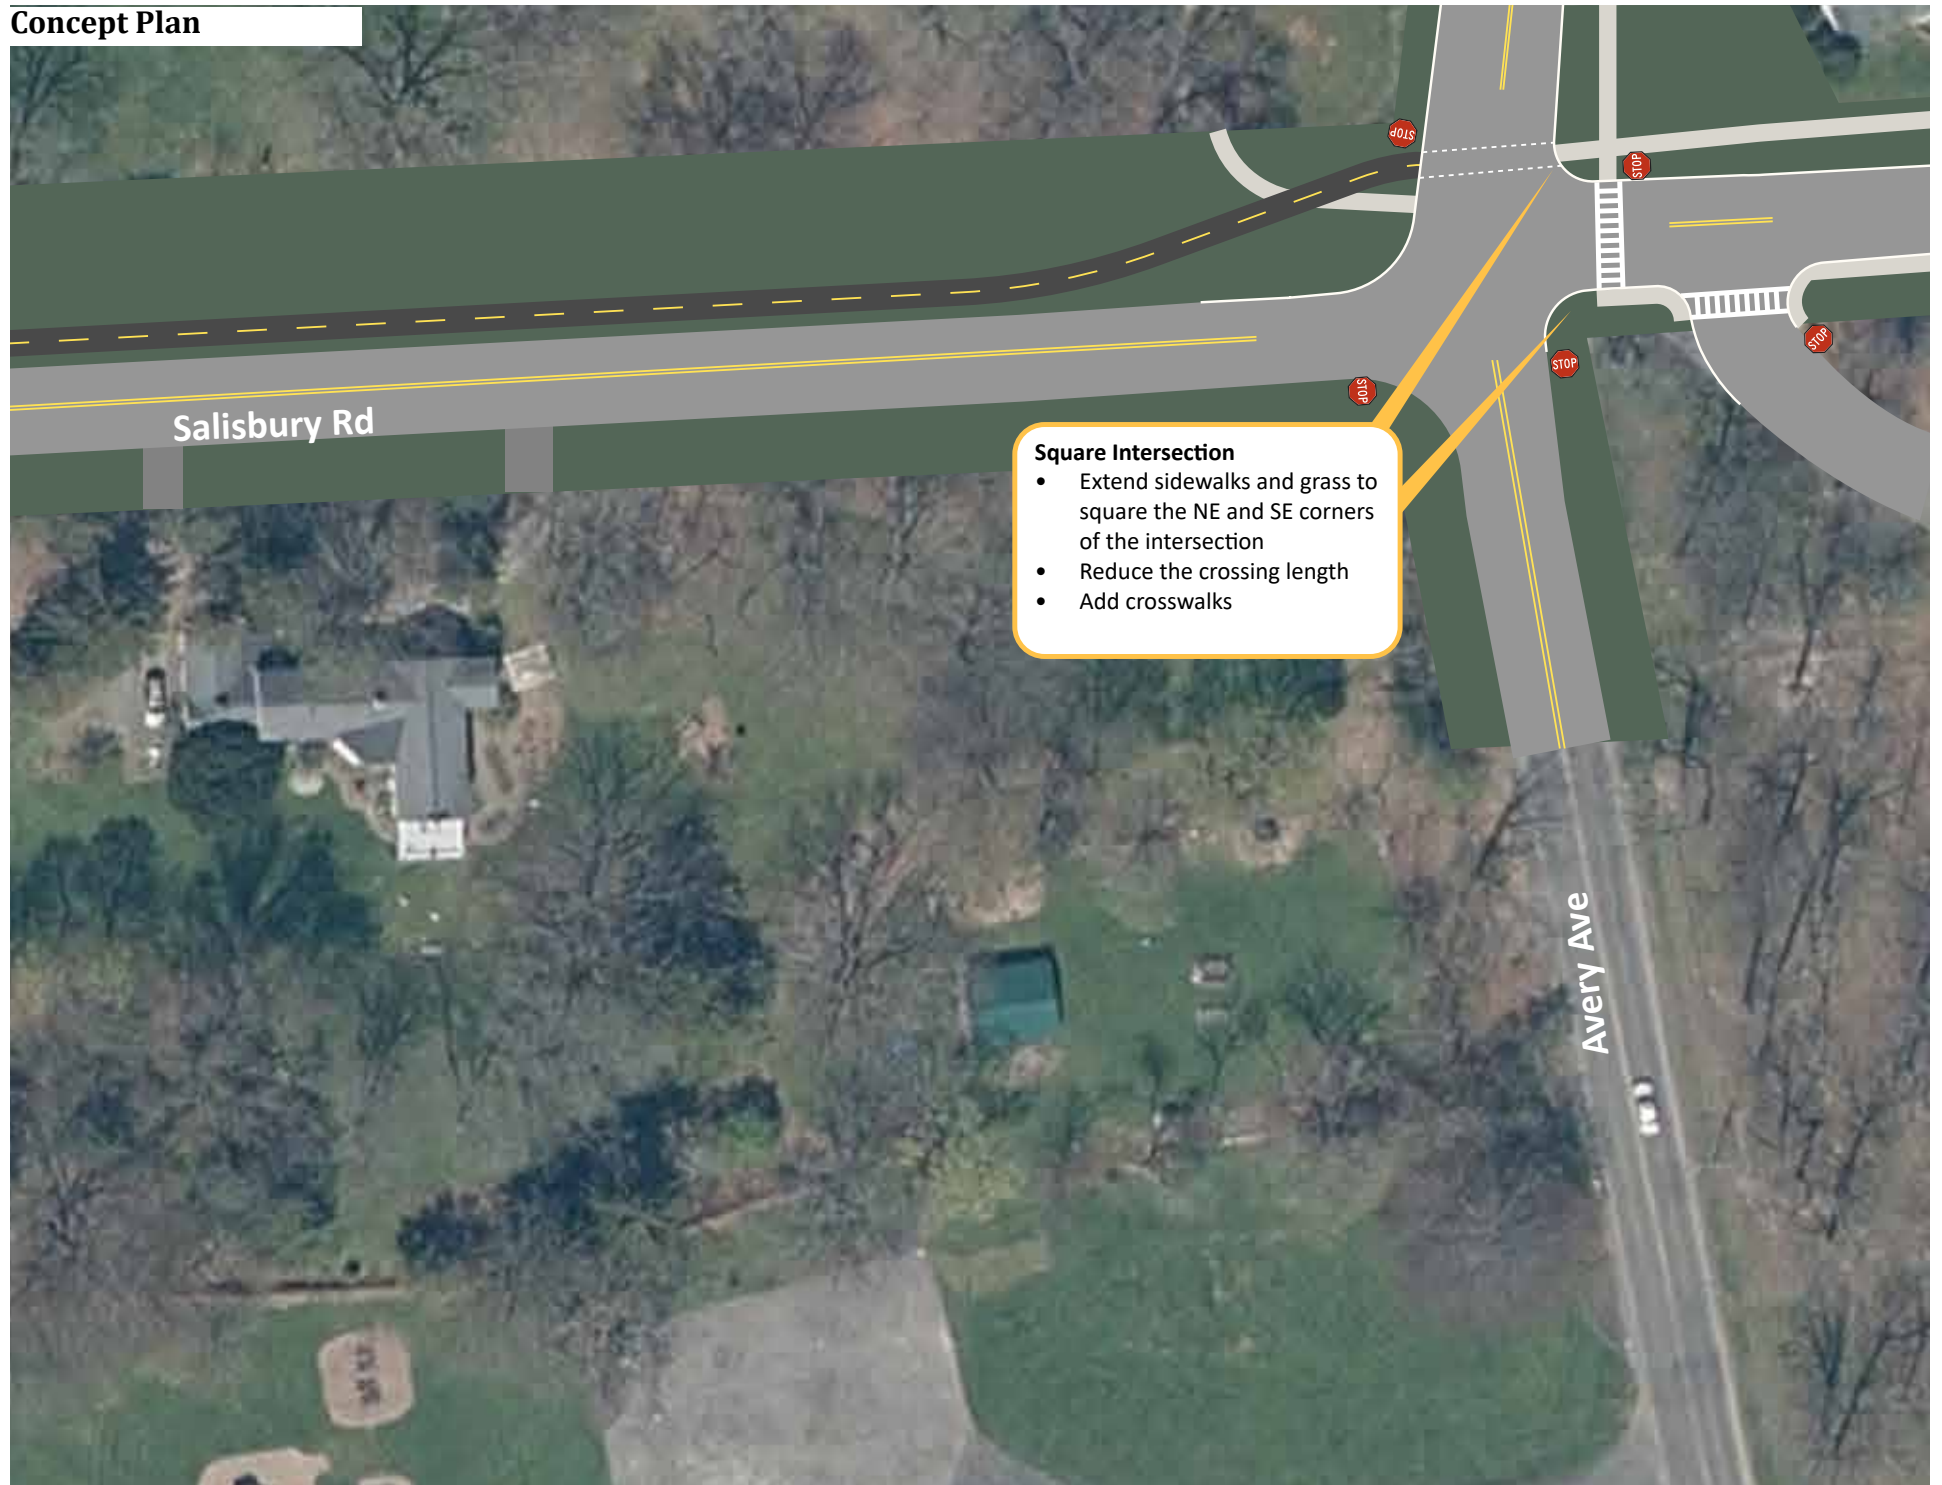 Concept Plan
STOP
STOP
STOP
STOP
STOP
Salisbury Rd
Square Intersection
• Extend sidewalks and grass to
square the NE and SE corners
of the intersection
• Reduce the crossing length
• Add crosswalks
Avery Ave